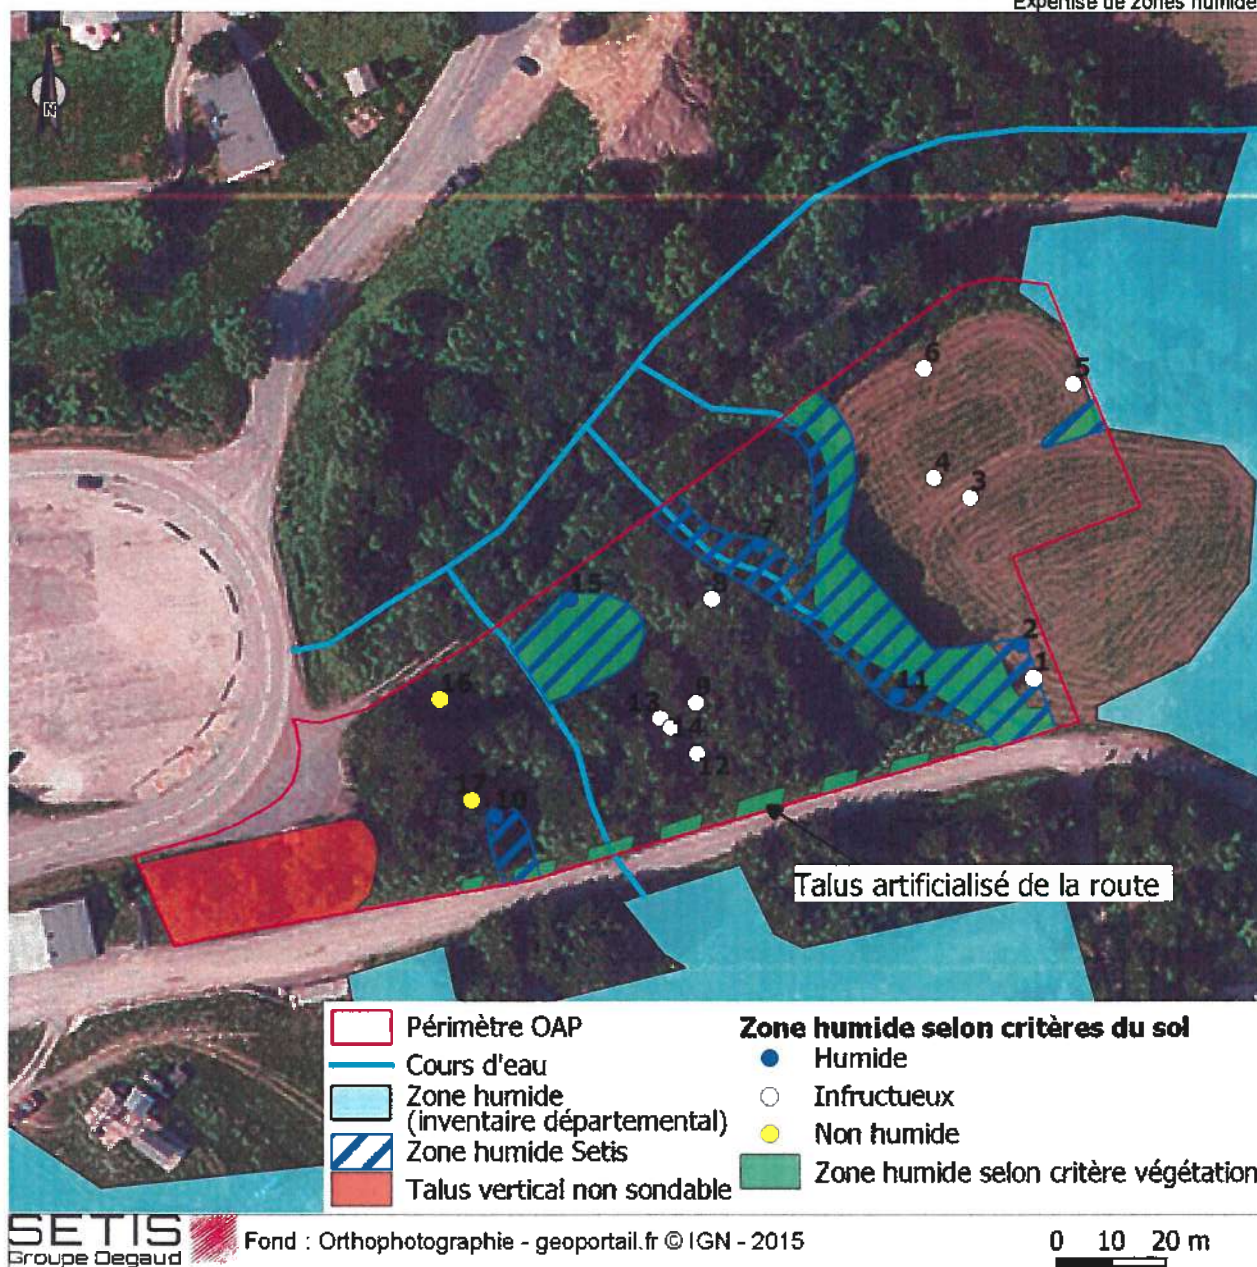 Expertise de zones humide
N
6
5
4
3
7
15
8
2
1
11
16
9
13
14
12
17
10
Talus artificialisé de la route
Périmètre OAP
Cours d'eau
Zone humide
(inventaire départemental)
Zone humide Setis
Talus vertical non sondable
Zone humide selon critères du sol
Humide
Infructueux
Non humide
Zone humide selon critère végétation
SETIS
Groupe Degaud
Fond : Orthophotographie - geoportail.fr © IGN - 2015
0 10 20 m